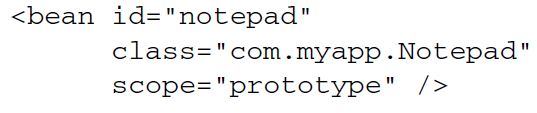 <bean id="notepad"
class="com.myapp.Notepad"
scope="prototype" />